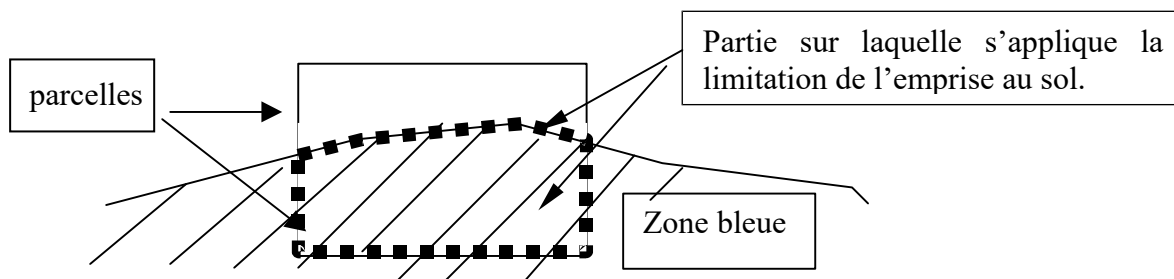 parcelles
Partie sur laquelle s’applique la
limitation de l’emprise au sol.
Zone bleue